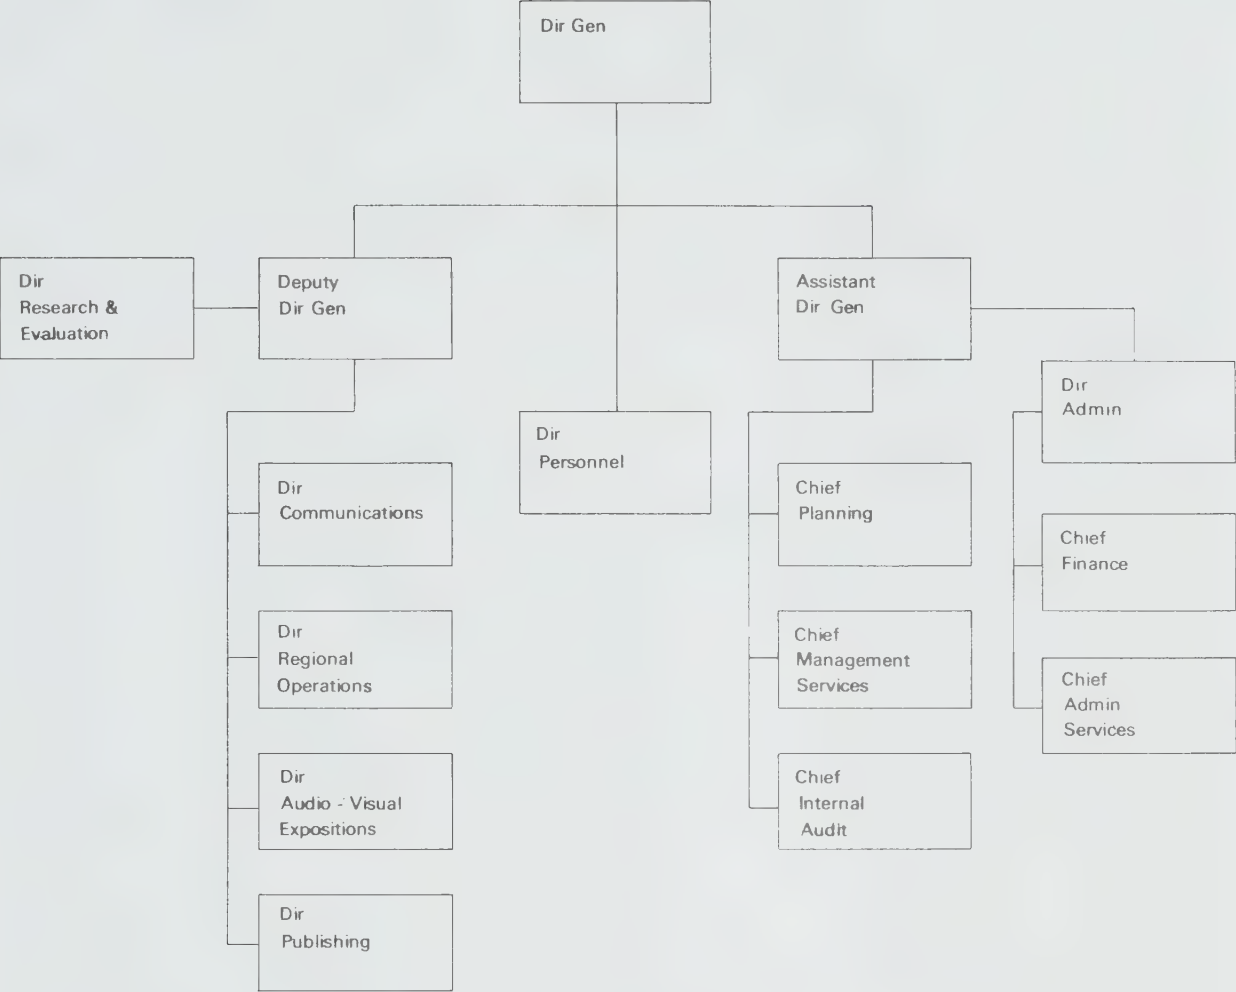 Dir Gen
Dir
Research &
Evaluation
Deputy
Dir Gen
Assistant
Dir Gen
Dir
Personnel
Dir
Admin
Dir
Communications
Chief
Planning
Chief
Finance
Dir
Regional
Operations
Chief
Management
Services
Chief
Admin
Services
Dir
Audio - Visual
Expositions
Chief
Internal
Audit
Dir
Publishing